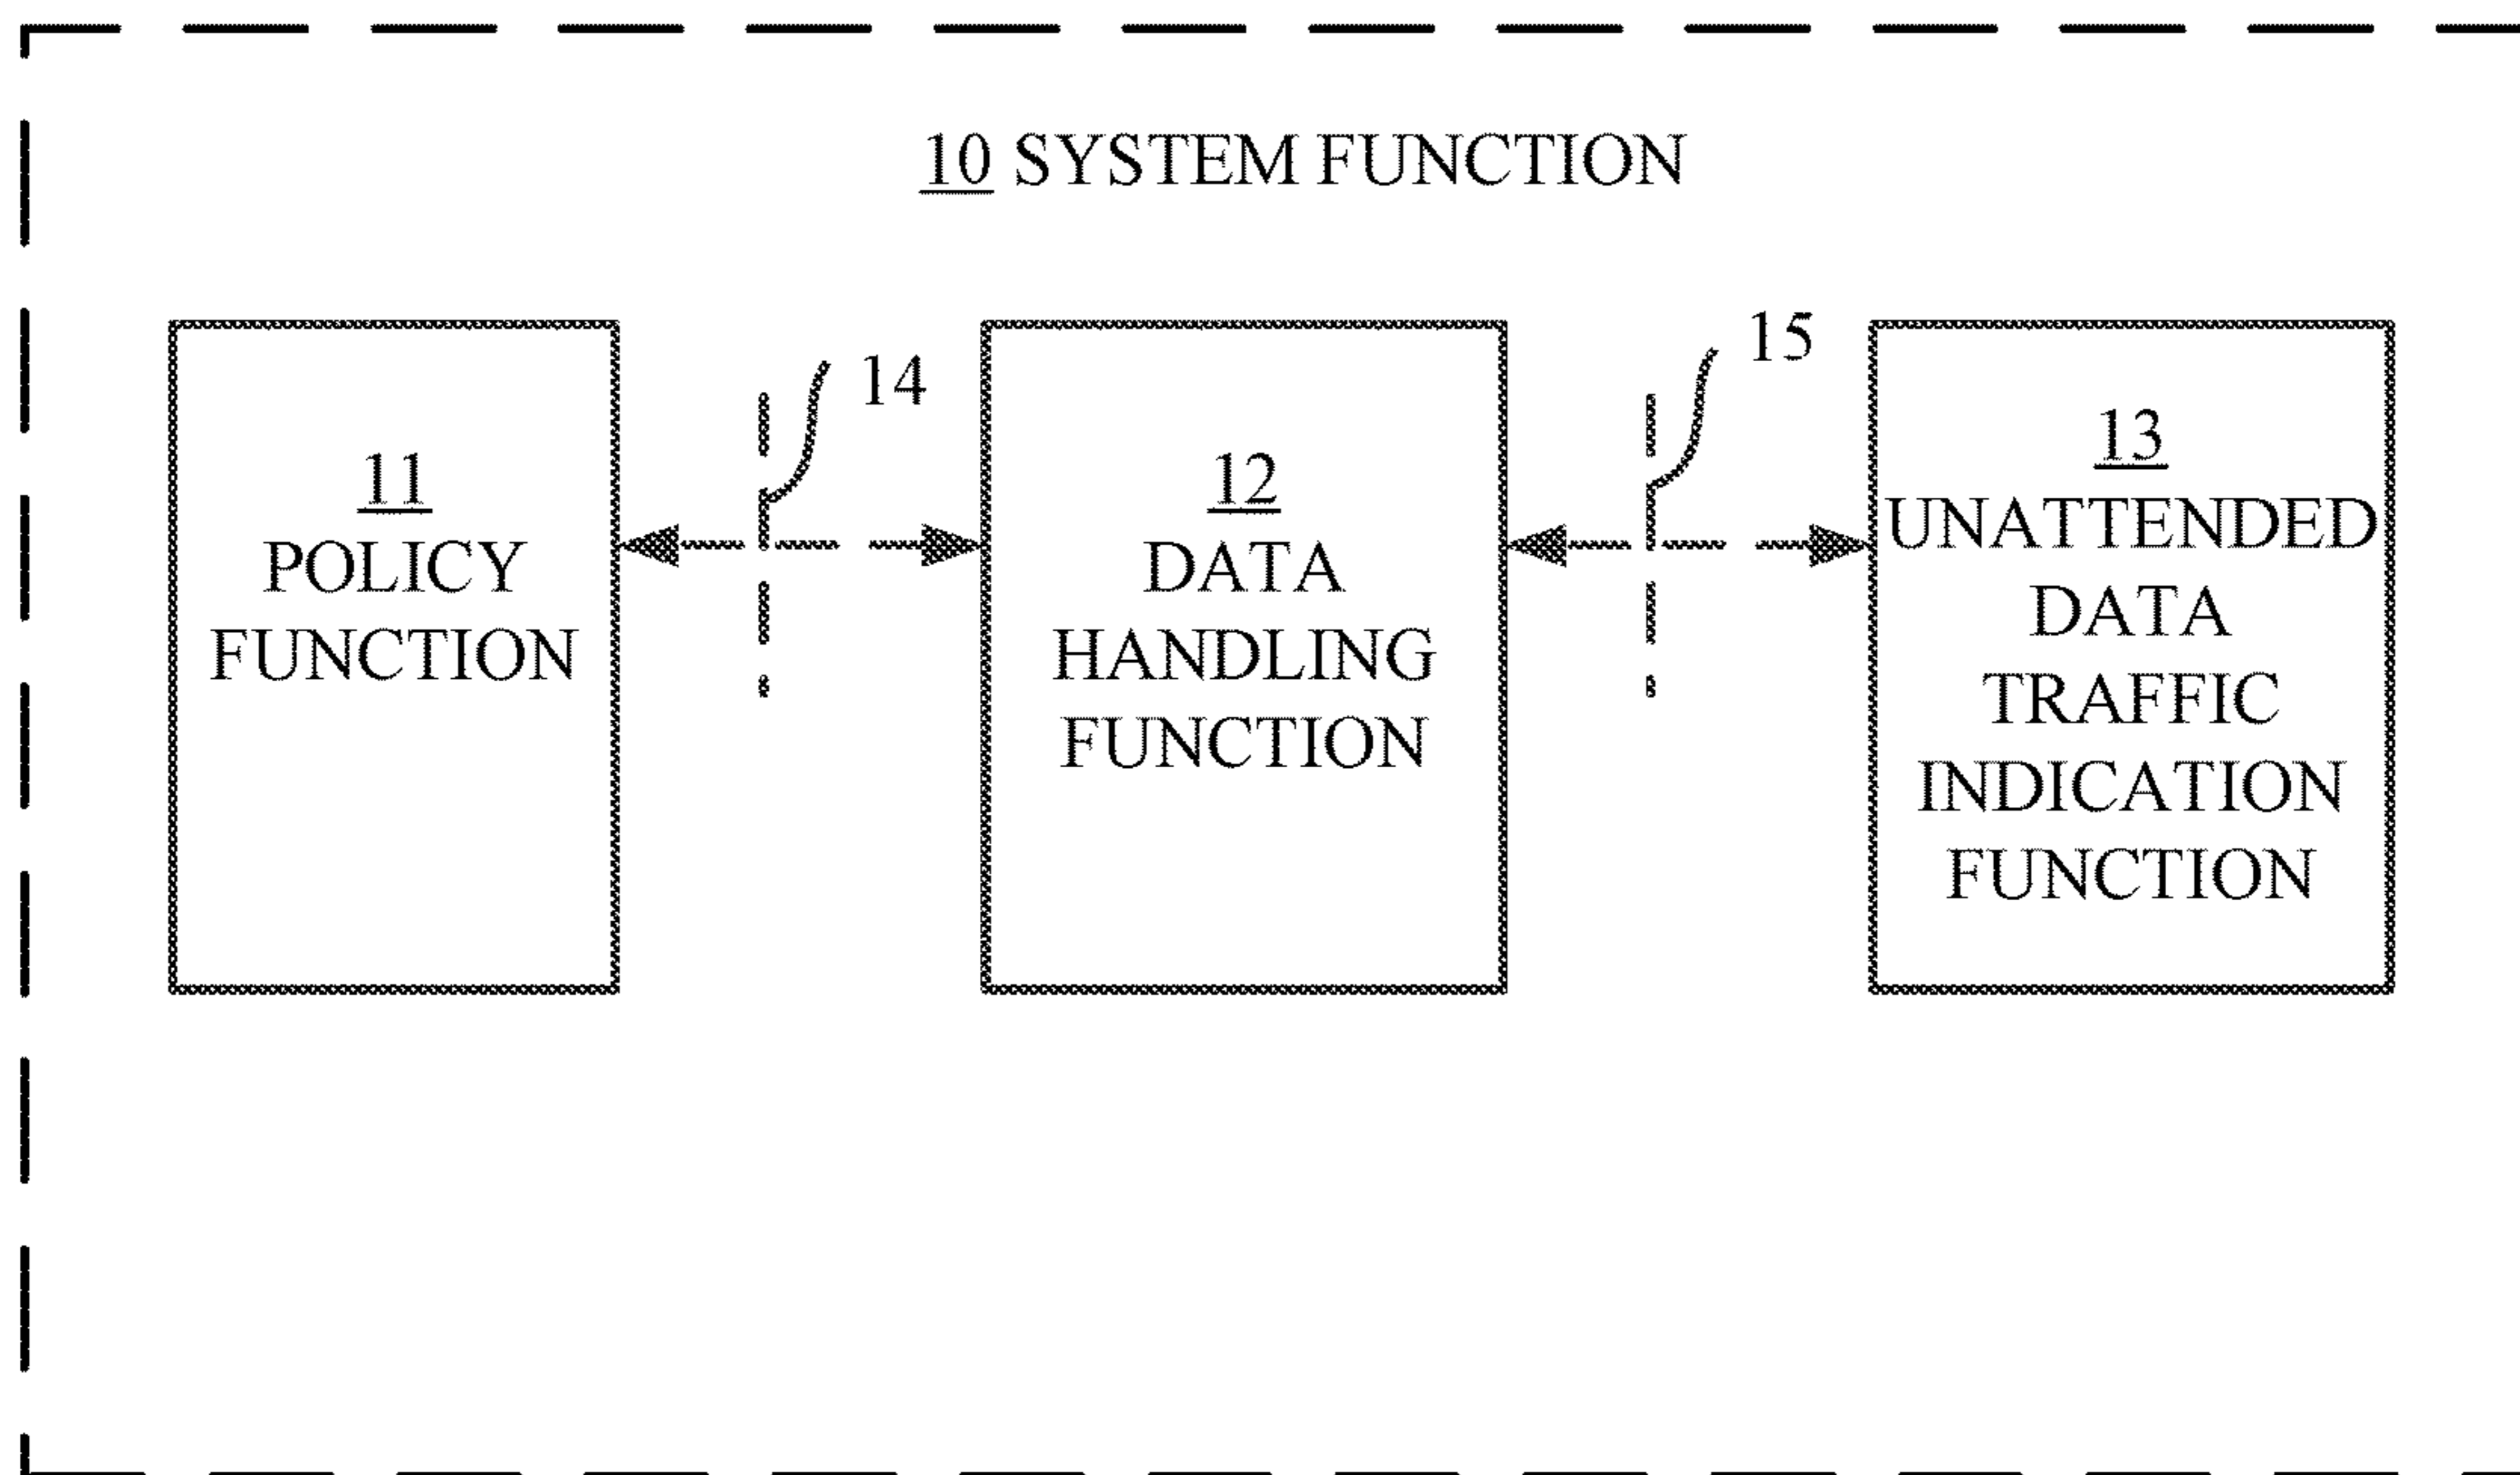 10 SYSTEM FUNCTION
14
15
11
POLICY
FUNCTION
12
DATA
HANDLING
FUNCTION
13
UNATTENDED
DATA
TRAFFIC
INDICATION
FUNCTION